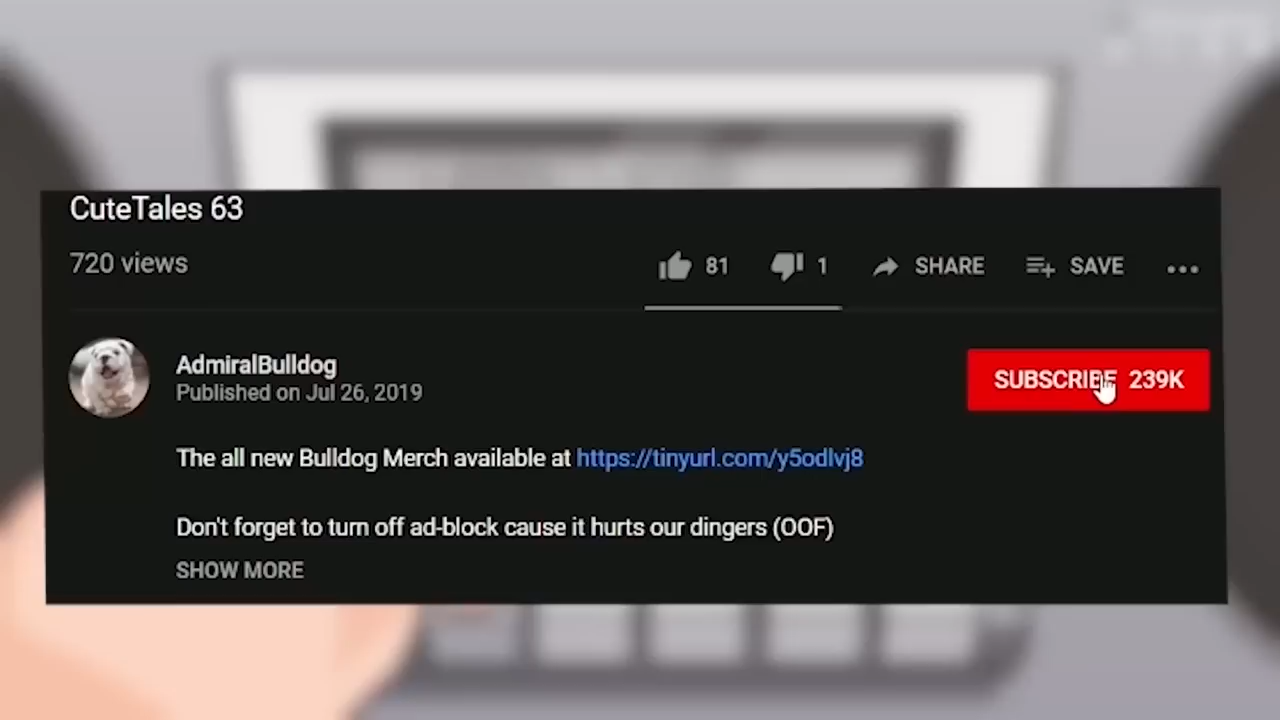 CuteTales 63
720 views
81
1
SHARE
SAVE
AdmiralBulldog
Published on Jul 26, 2019
SUBSCRIBE 239K
The all new Bulldog Merch available at https://tinyurl.com/y5odlvj8
Don't forget to turn off ad-block cause it hurts our dingers (OOF)
SHOW MORE